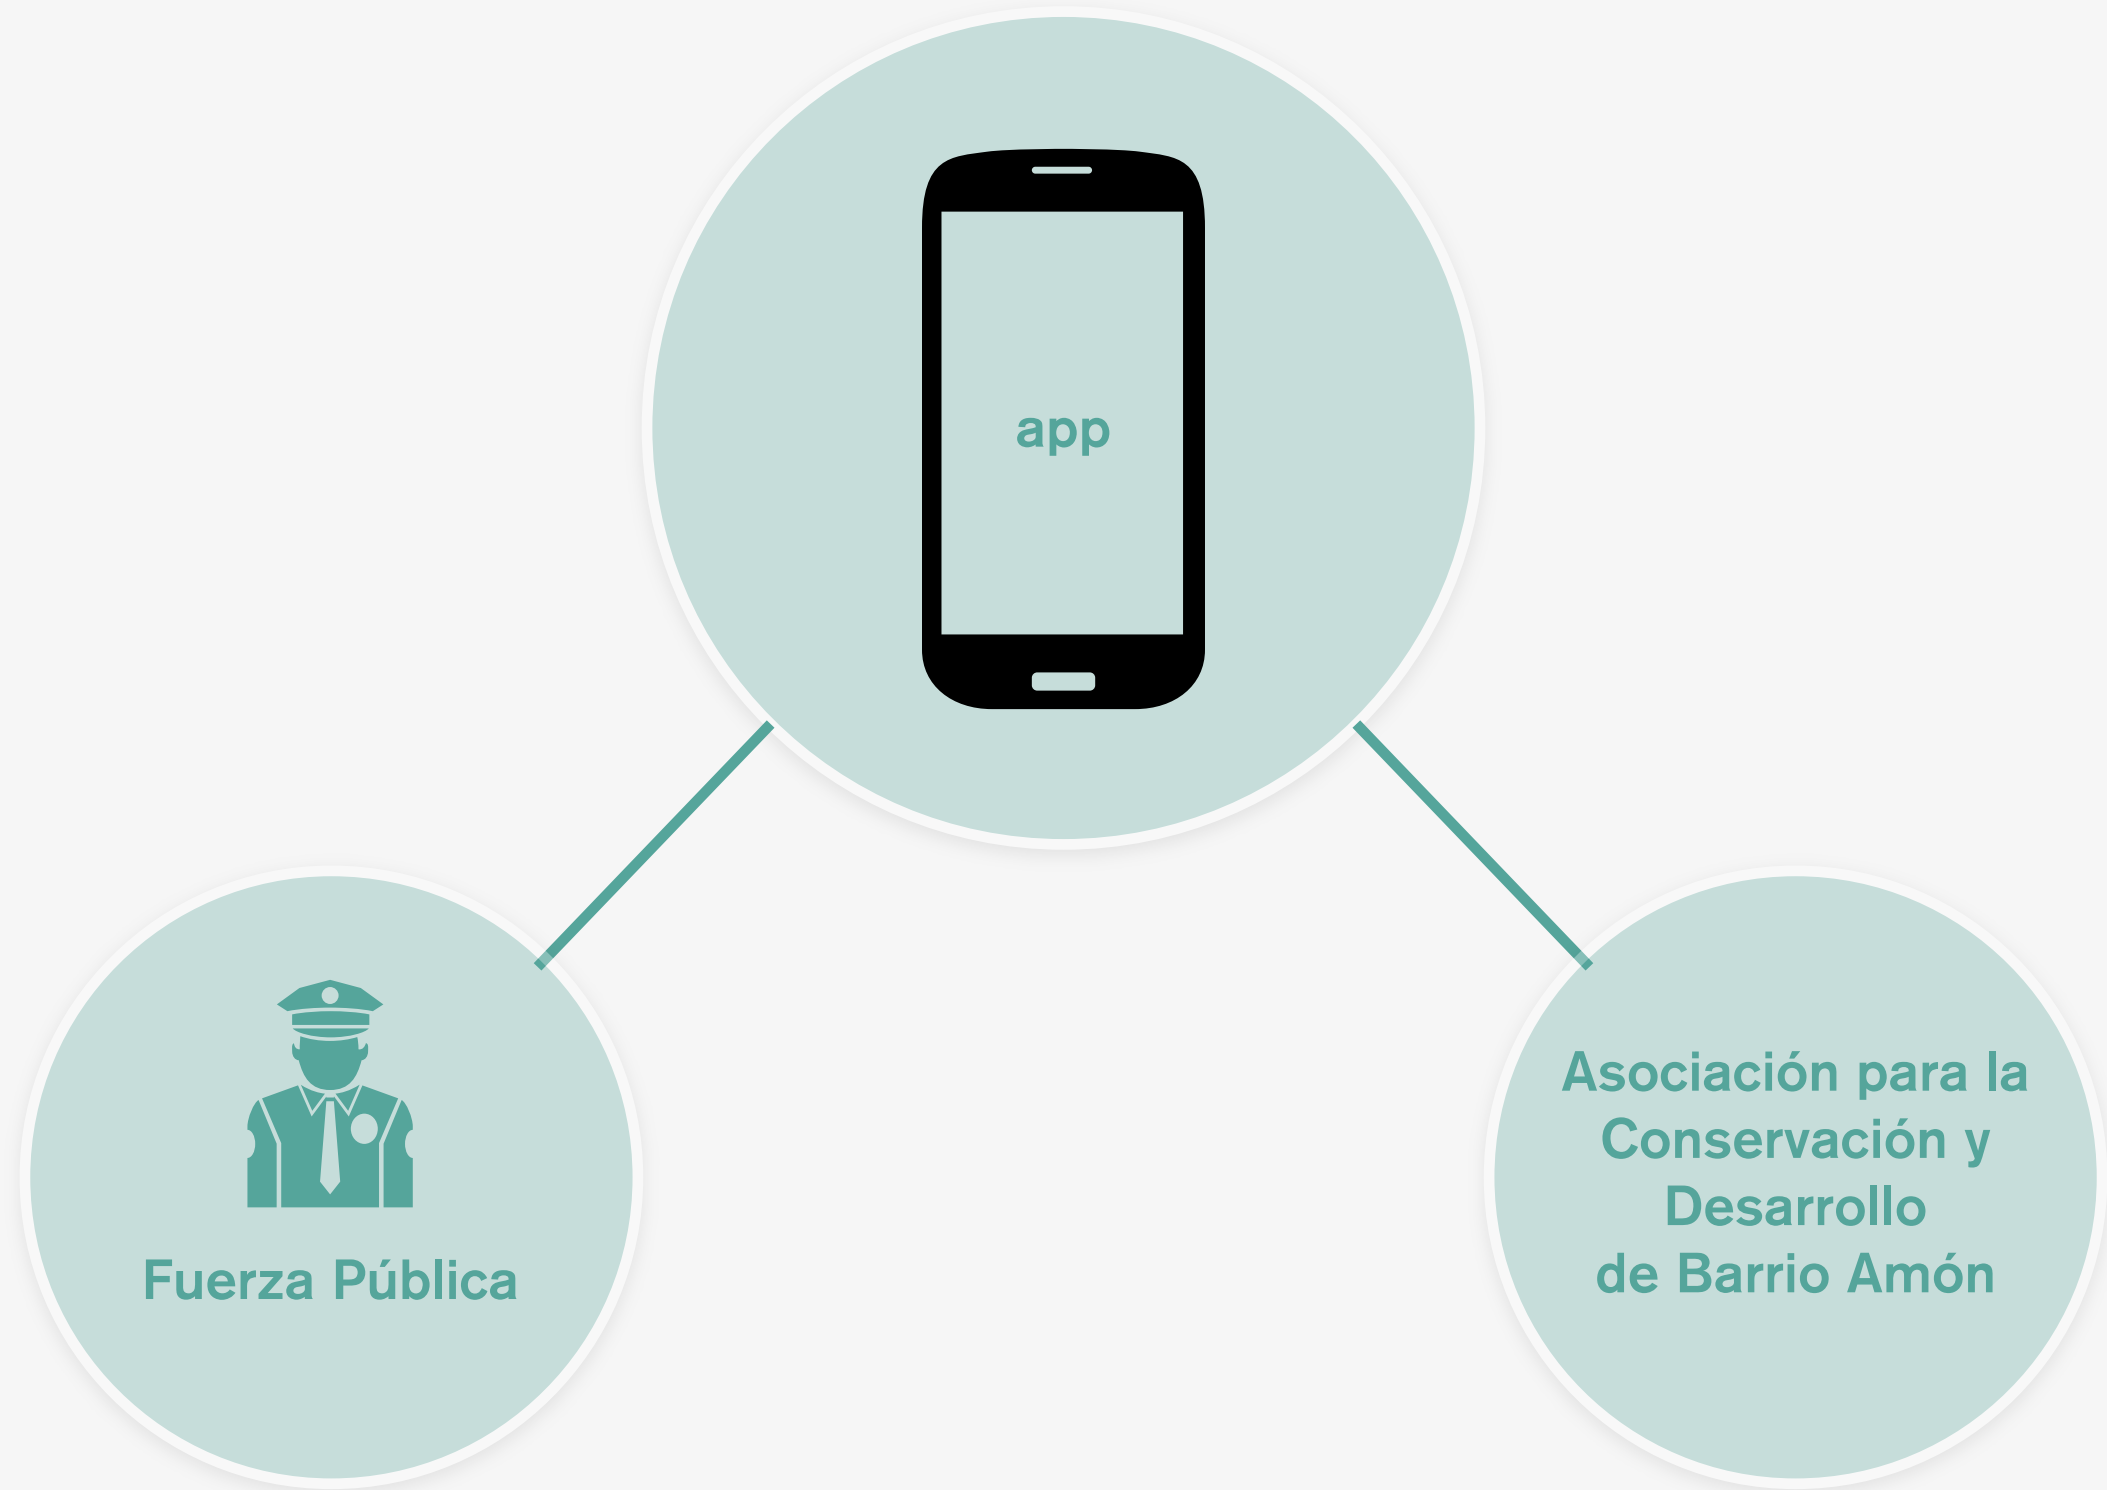 app
Fuerza Pública
Asociación para la
Conservación y
Desarrollo
de Barrio Amón